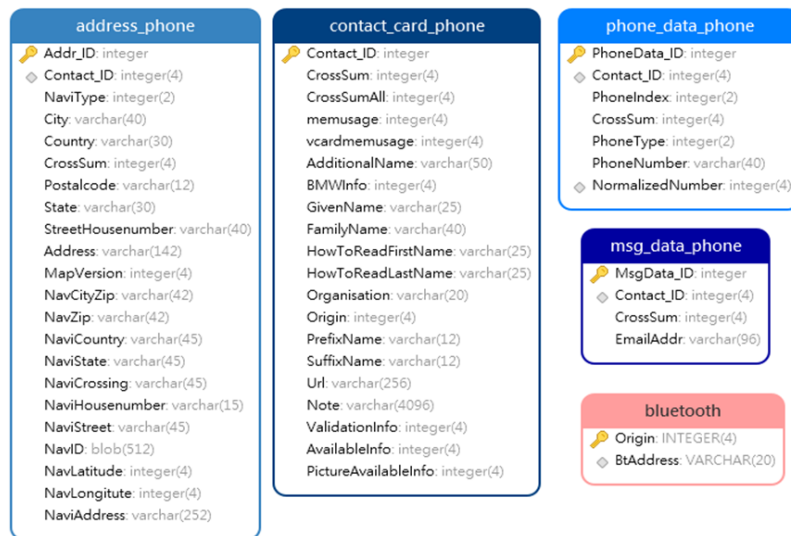 address_phone
Addr_ID: integer
Contact_ID: integer(4)
NaviType: integer(2)
City: varchar(40)
Country: varchar(30)
CrossSum: integer(4)
Postalcode: varchar(12)
State: varchar(30)
StreetHousenumber: varchar(40)
Address: varchar(142)
MapVersion: integer(4)
NavCityZip: varchar(42)
NavZip: varchar(42)
NaviCountry: varchar(45)
NaviState: varchar(45)
NaviCrossing: varchar(45)
NaviHousenumber: varchar(15)
NaviStreet: varchar(45)
NavID: blob(512)
NavLatitude: integer(4)
NavLongitute: integer(4)
NaviAddress: varchar(252)
contact_card_phone
Contact_ID: integer(4)
CrossSum: integer(4)
CrossSumAll: integer(4)
memusage: integer(4)
vcardmemusage: integer(4)
AdditionalName: varchar(50)
BMWInfo: integer(4)
GivenName: varchar(25)
FamilyName: varchar(40)
HowToReadFirstName: varchar(25)
HowToReadLastName: varchar(25)
Organisation: varchar(20)
Origin: integer(4)
PrefixName: varchar(12)
SuffixName: varchar(12)
Url: varchar(256)
Note: varchar(4096)
ValidationInfo: integer(4)
AvailableInfo: integer(4)
PictureAvailableInfo: integer(4)
phone_data_phone
PhoneData_ID: integer
Contact_ID: integer(4)
PhoneIndex: integer(2)
CrossSum: integer(4)
PhoneType: integer(2)
PhoneNumber: varchar(40)
NormalizedNumber: integer(4)
msg_data_phone
MsgData_ID: integer
Contact_ID: integer(4)
CrossSum: integer(4)
EmailAddr: varchar(96)
bluetooth
Origin: INTEGER(4)
BtAddress: VARCHAR(20)